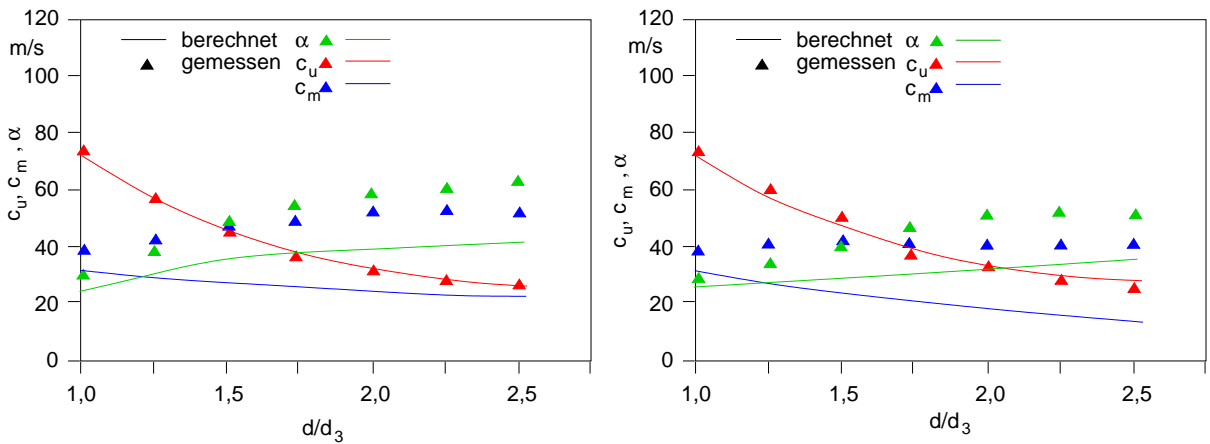 120
m/s
100
80
60
40
20
0
c_u, c_m , α
berechnet α
gemessen c_u
c_m
1,0 1,5 2,0 2,5
d/d_3
120
m/s
100
80
60
40
20
0
c_u, c_m , α
berechnet α
gemessen c_u
c_m
1,0 1,5 2,0 2,5
d/d_3